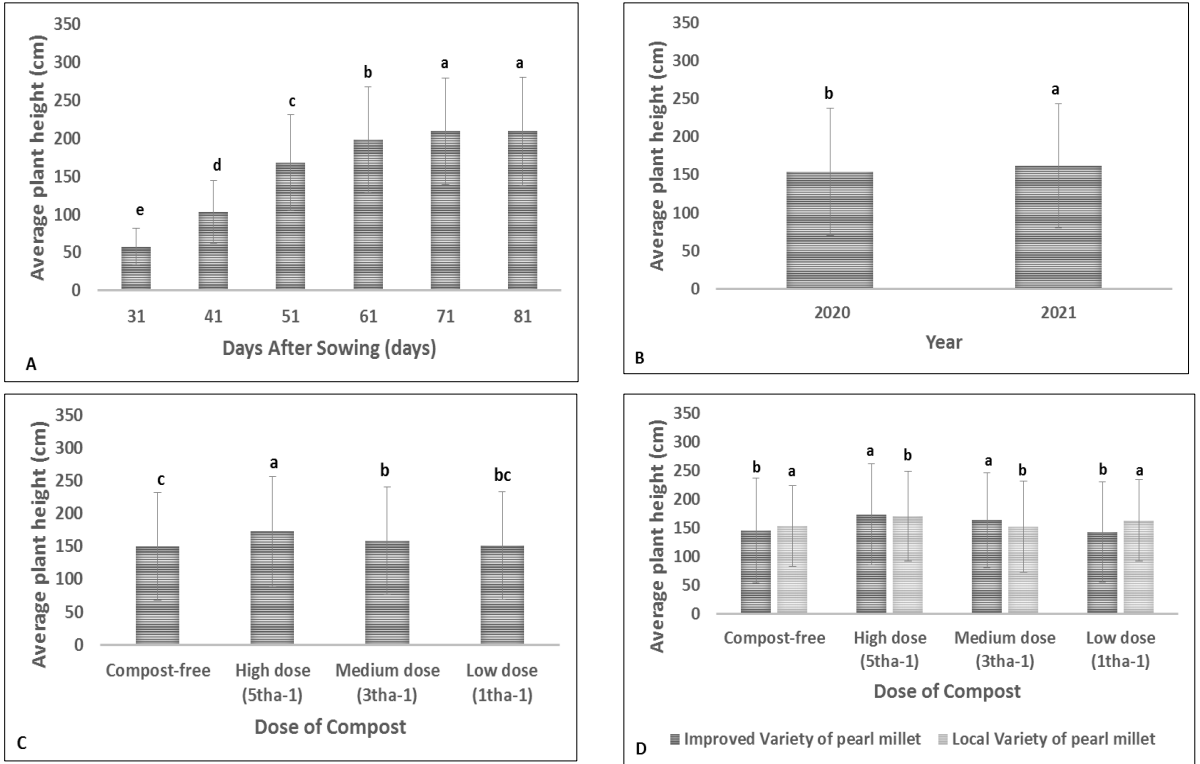 350
300
250
200
150
100
50
0
Average plant height (cm)
e
d
c
b
a
a
31 41 51 61 71 81
Days After Sowing (days)
A
350
300
250
200
150
100
50
0
Average plant height (cm)
b
a
2020 2021
Year
B
350
300
250
200
150
100
50
0
Average plant height (cm)
c
a
b
bc
Compost-free High dose Medium dose Low dose
(5tha-1) (3tha-1) (1tha-1)
Dose of Compost
C
350
300
250
200
150
100
50
0
Average plant height (cm)
b a a b a b b a
Compost-free High dose Medium dose Low dose
(5tha-1) (3tha-1) (1tha-1)
Dose of Compost
Improved Variety of pearl millet Local Variety of pearl millet
D